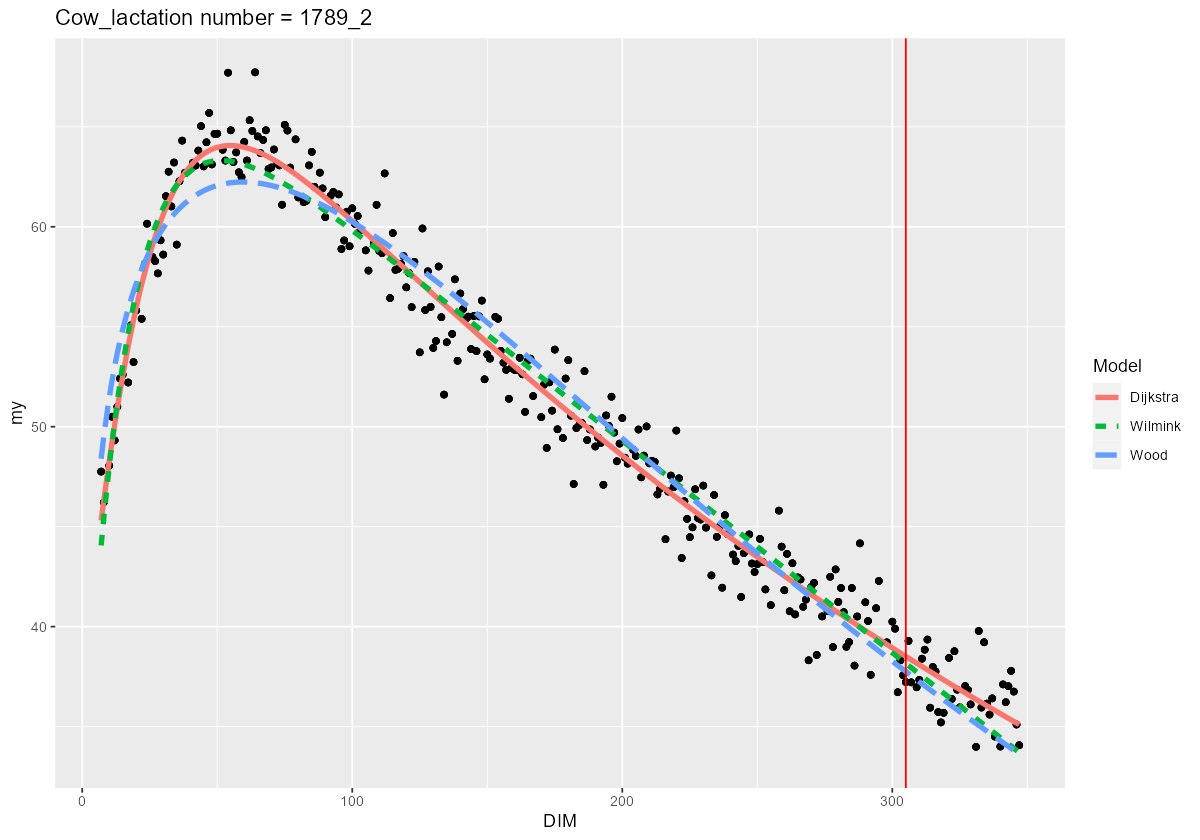 Cow_lactation number = 1789_2
my
60
50
40
0
100
200
300
DIM
Model
Dijkstra
Wilmink
Wood